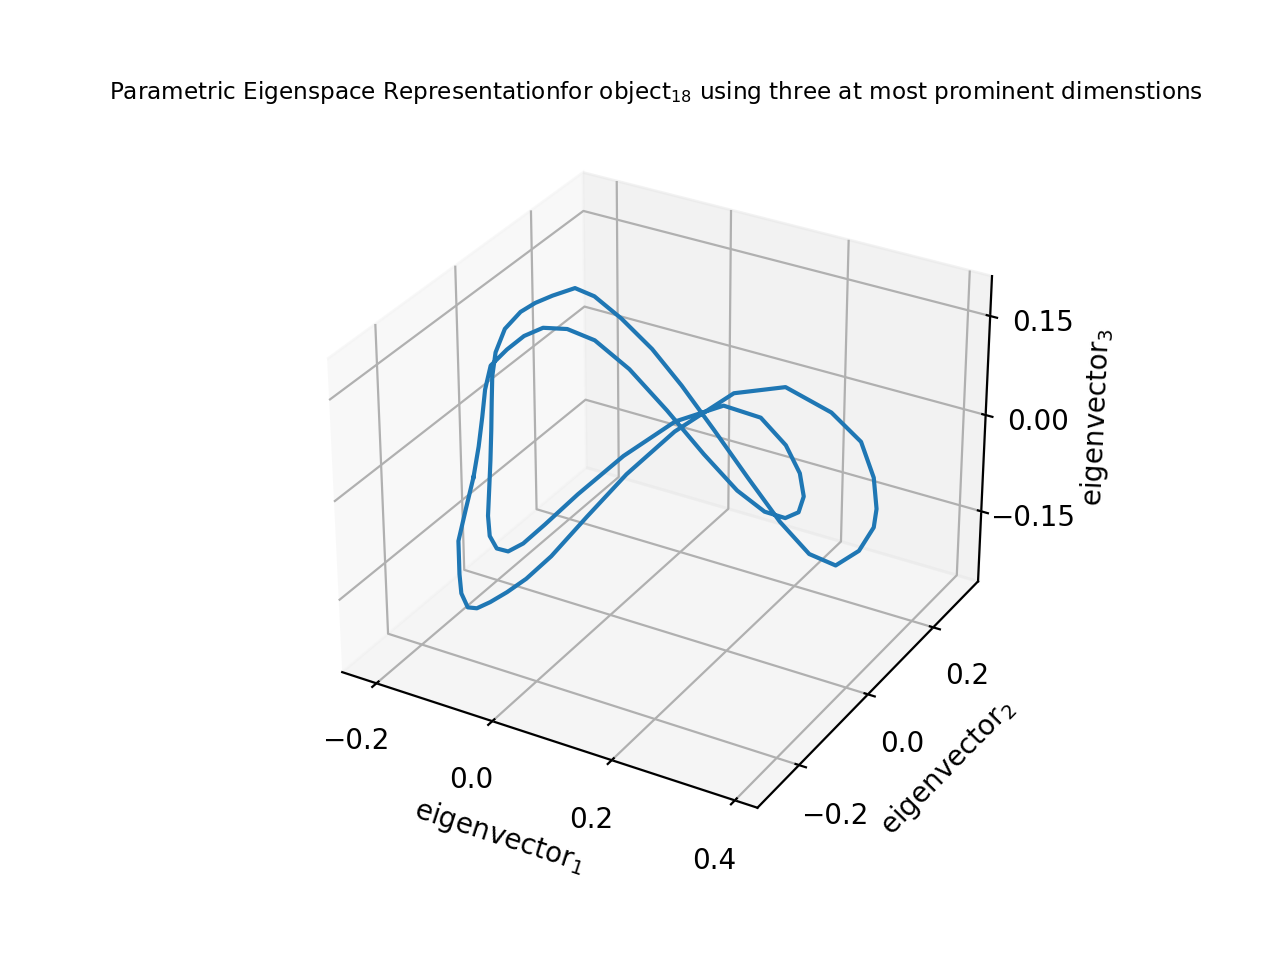 Parametric Eigenspace Representationfor object₁₈ using three at most prominent dimenstions
0.15
0.00
−0.15
eigenvector₃
0.2
0.0
−0.2
eigenvector₂
−0.2
0.0
0.2
0.4
eigenvector₁